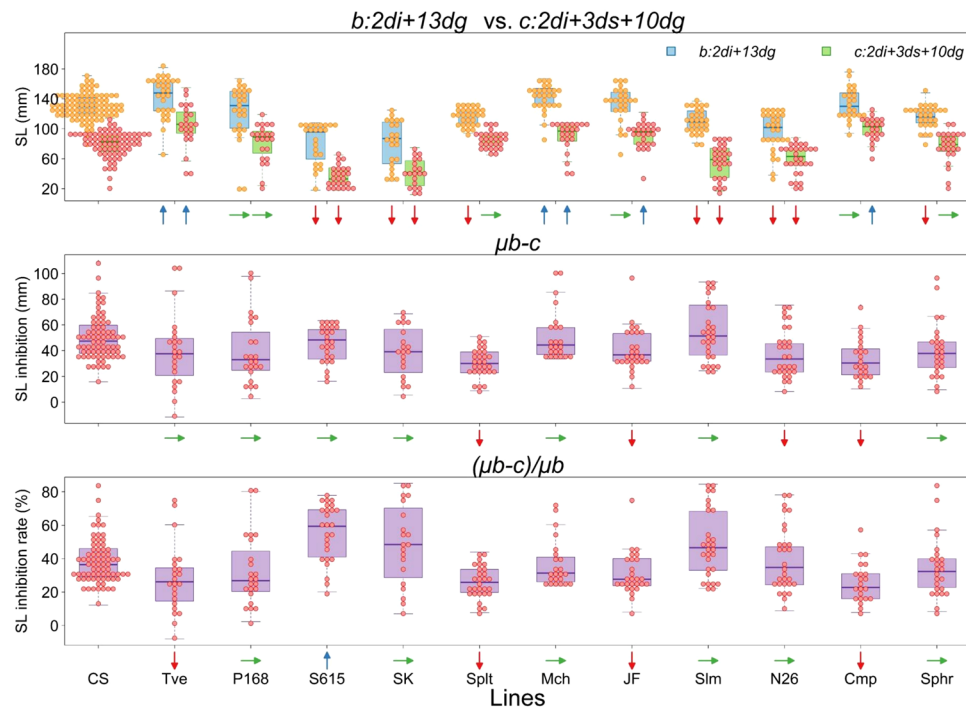 b:2di+13dg vs. c:2di+3ds+10dg
b:2di+13dg c:2di+3ds+10dg
SL (mm)
180
140
100
60
20
μb-c
SL inhibition (mm)
100
80
60
40
20
0
(μb-c)/μb
SL inhibition rate (%)
80
60
40
20
0
CS Tve P168 S615 SK Splt Mch JF Slm N26 Cmp Sphr
Lines